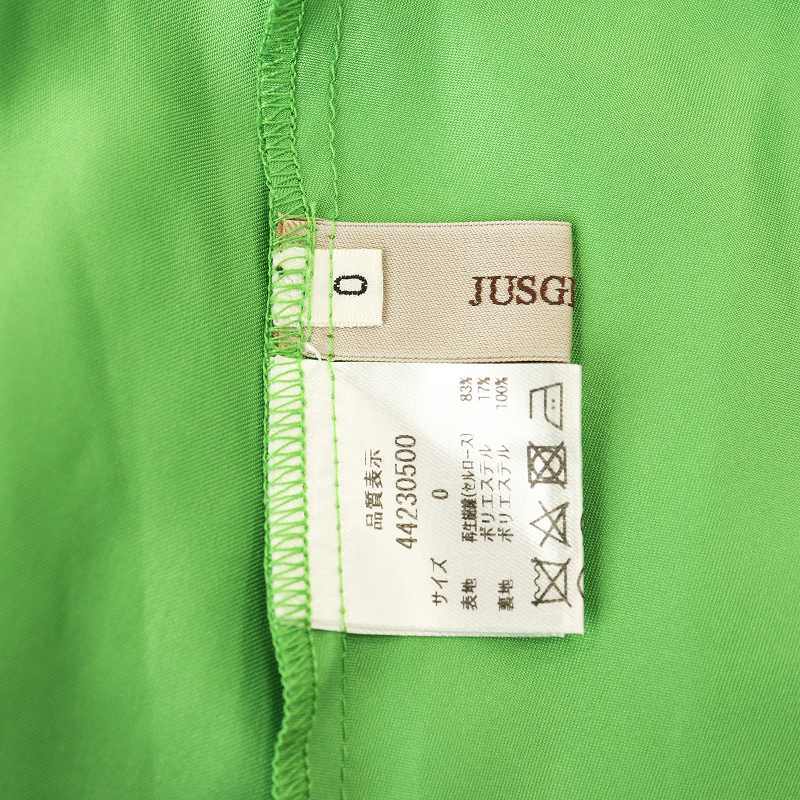 0
JUSGL
品質表示
44230500
サイズ 0
表地 再生繊維(セルロース) 83%
ポリエステル 17%
裏地 ポリエステル 100%